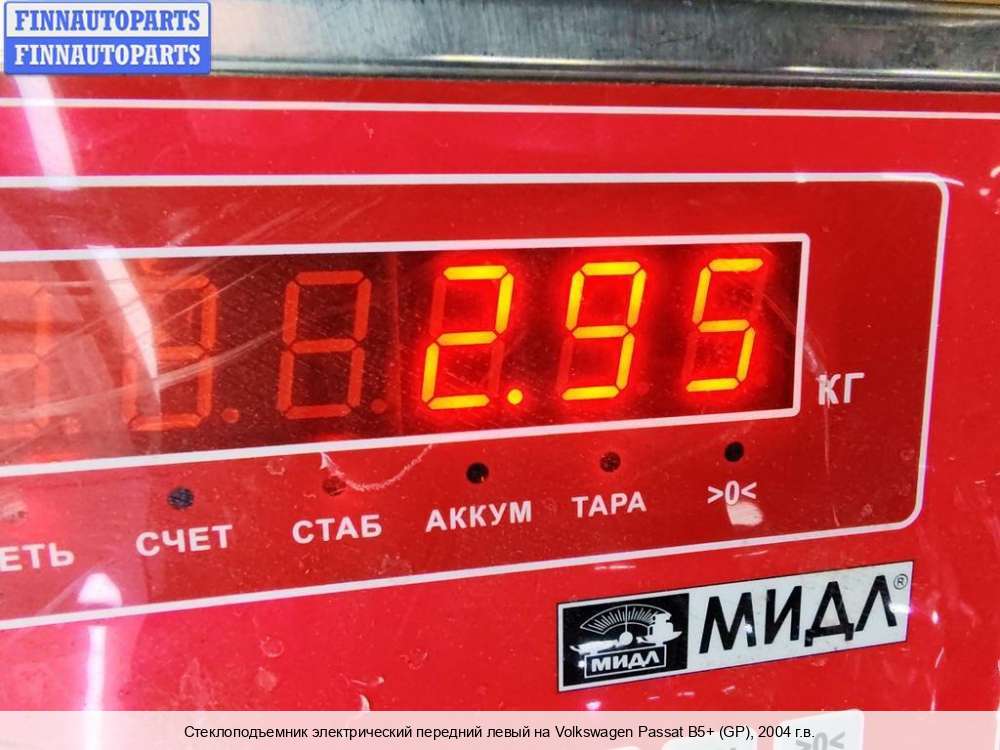 FINNAUTOPARTS
FINNAUTOPARTS
2.95
КГ
СЧЕТ СТАБ АККУМ ТАРА >0<
МИДЛ МИДЛ®
>0<
Стеклоподъемник электрический передний левый на Volkswagen Passat B5+ (GP), 2004 г.в.